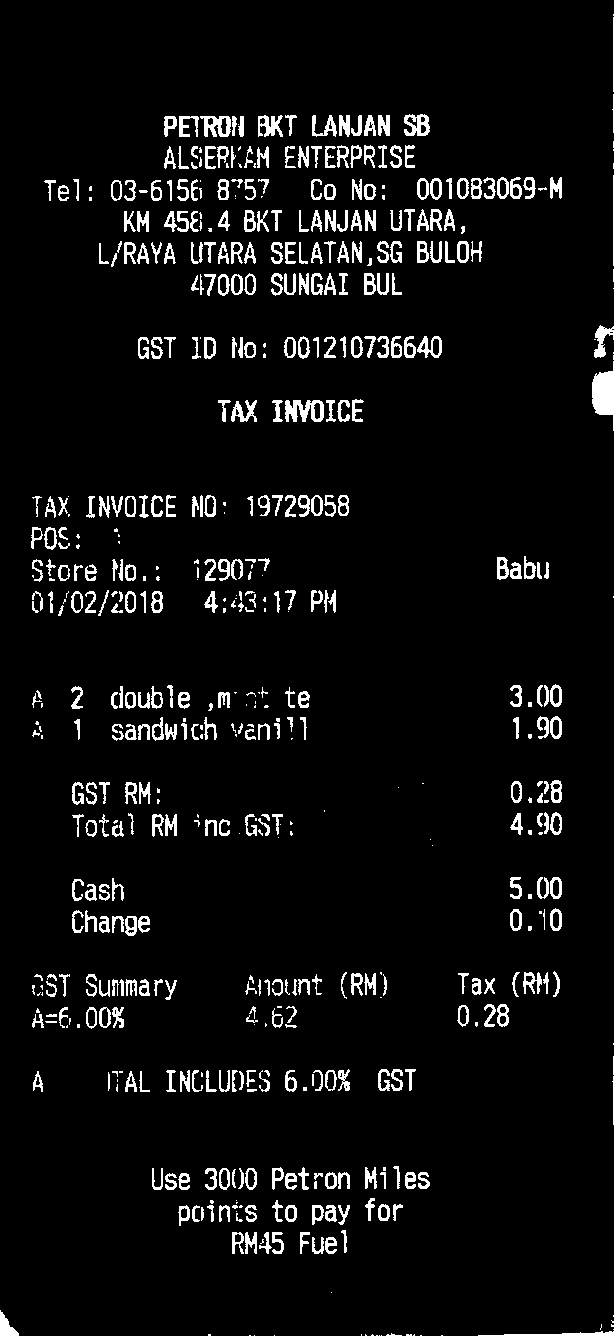 PETRON BKT LANJAN SB
ALSERKAM ENTERPRISE
Tel: 03-6156 8757 Co No: 001083069-M
KM 458.4 BKT LANJAN UTARA,
L/RAYA UTARA SELATAN,SG BULOH
47000 SUNGAI BUL
GST ID No: 001210736640
TAX INVOICE
TAX INVOICE NO: 19729058
POS:
Store No.: 129077 Babu
01/02/2018 4:43:17 PM
A 2 double te 3.00
A 1 sandwich vanill 1.90
GST RM: 0.28
Total RM inc GST: 4.90
Cash 5.00
Change 0.10
GST Summary Amount (RM) Tax (RM)
A=6.00% 4.62 0.28
A INCLUDES 6.00% GST
Use 3000 Petron Miles
points to pay for
RM45 Fuel